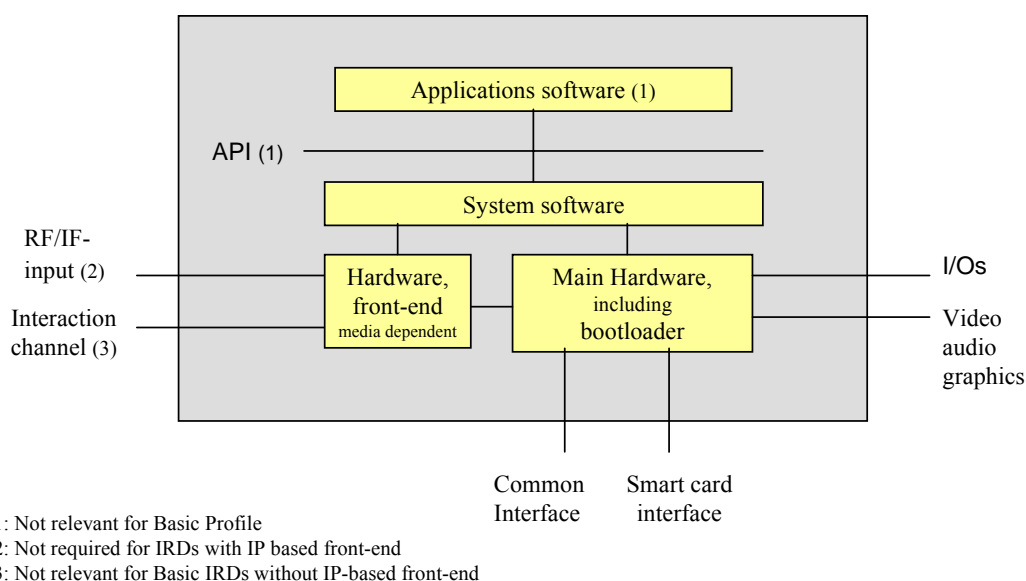 Applications software (1)
API (1)
System software
RF/IF-
input (2)
Interaction
channel (3)
Hardware,
front-end
media dependent
Main Hardware,
including
bootloader
I/Os
Video
audio
graphics
Common
Interface
Smart card
interface
: Not relevant for Basic Profile
2: Not required for IRDs with IP based front-end
3: Not relevant for Basic IRDs without IP-based front-end